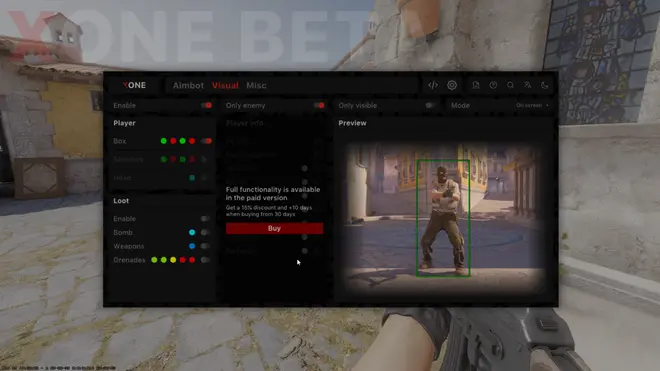 XONE BETA
XONE
Aimbot Visual Misc
Enable
Only enemy
Only visible
Mode
On screen
Player
Player info
Preview
Box
Full functionality is available
in the paid version
Get a 15% discount and +10 days
when buying from 30 days
Buy
Loot
Enable
Bomb
Weapons
Grenades